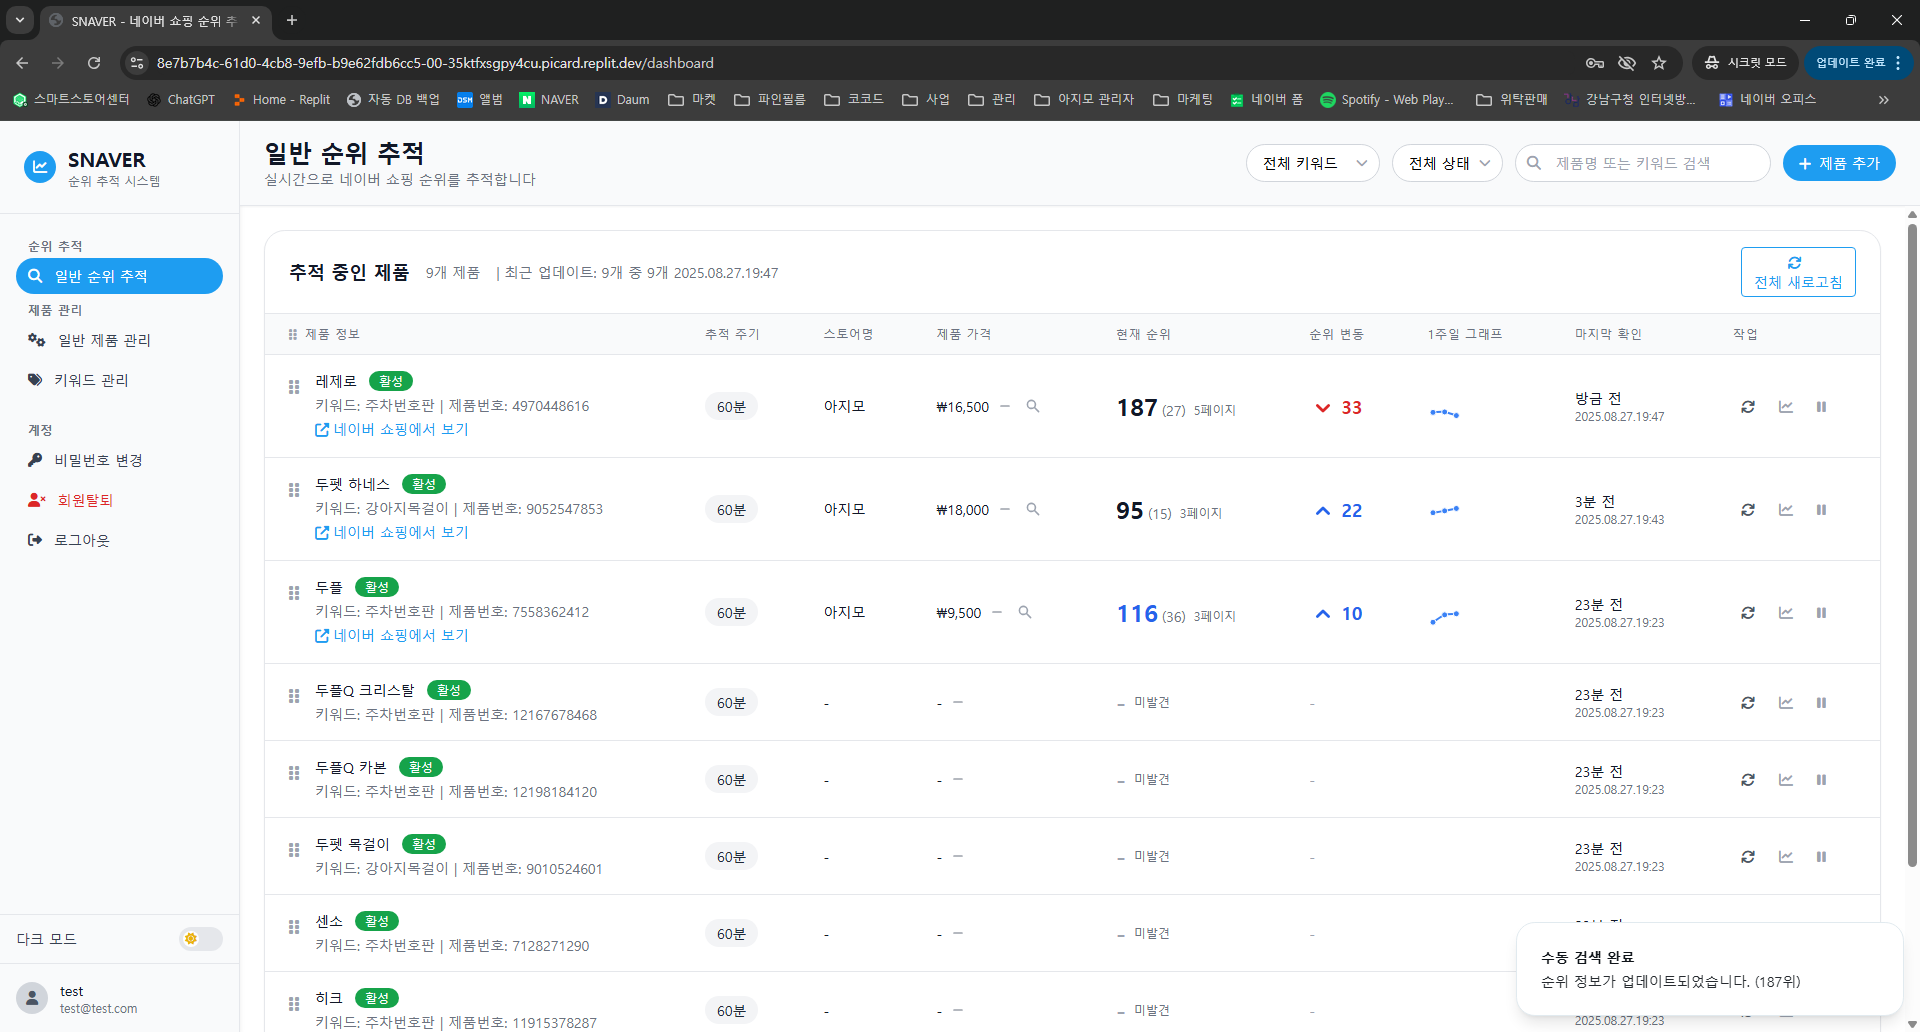 SNAVER - 네이버 쇼핑 순위 추
8e7b7b4c-61d0-4cb8-9efb-b9e62fdb6cc5-00-35ktfxsgpy4cu.picard.replit.dev/dashboard
시크릿 모드
업데이트 완료
스마트스토어센터
ChatGPT
Home - Replit
자동 DB 백업
DSM 앨범
N NAVER
D Daum
마켓
파인필름
코코드
사업
관리
아지모 관리자
마케팅
네이버 폼
Spotify - Web Play...
위탁판매
강남구청 인터넷방...
네이버 오피스
SNAVER
순위 추적 시스템
순위 추적
일반 순위 추적
제품 관리
일반 제품 관리
키워드 관리
계정
비밀번호 변경
회원탈퇴
로그아웃
다크 모드
test
test@test.com
일반 순위 추적
실시간으로 네이버 쇼핑 순위를 추적합니다
전체 키워드
전체 상태
제품명 또는 키워드 검색
+ 제품 추가
추적 중인 제품 9개 제품 | 최근 업데이트: 9개 중 9개 2025.08.27.19:47
전체 새로고침
제품 정보 추적 주기 스토어명 제품 가격 현재 순위 순위 변동 1주일 그래프 마지막 확인 작업
레제로 활성
키워드: 주차번호판 | 제품번호: 4970448616
네이버 쇼핑에서 보기
60분 아지모 ₩16,500 — 187 (27) 5페이지 33 방금 전
2025.08.27.19:47
두펫 하네스 활성
키워드: 강아지목걸이 | 제품번호: 9052547853
네이버 쇼핑에서 보기
60분 아지모 ₩18,000 — 95 (15) 3페이지 22 3분 전
2025.08.27.19:43
두플 활성
키워드: 주차번호판 | 제품번호: 7558362412
네이버 쇼핑에서 보기
60분 아지모 ₩9,500 — 116 (36) 3페이지 10 23분 전
2025.08.27.19:23
두플Q 크리스탈 활성
키워드: 주차번호판 | 제품번호: 12167678468
60분 - - — – 미발견 - 23분 전
2025.08.27.19:23
두플Q 카본 활성
키워드: 주차번호판 | 제품번호: 12198184120
60분 - - — – 미발견 - 23분 전
2025.08.27.19:23
두펫 목걸이 활성
키워드: 강아지목걸이 | 제품번호: 9010524601
60분 - - — – 미발견 - 23분 전
2025.08.27.19:23
센소 활성
키워드: 주차번호판 | 제품번호: 7128271290
60분 - - — – 미발견 -
히크 활성
키워드: 주차번호판 | 제품번호: 11915378287
60분 - - — – 미발견 -
2025.08.27.19:23
수동 검색 완료
순위 정보가 업데이트되었습니다. (187위)